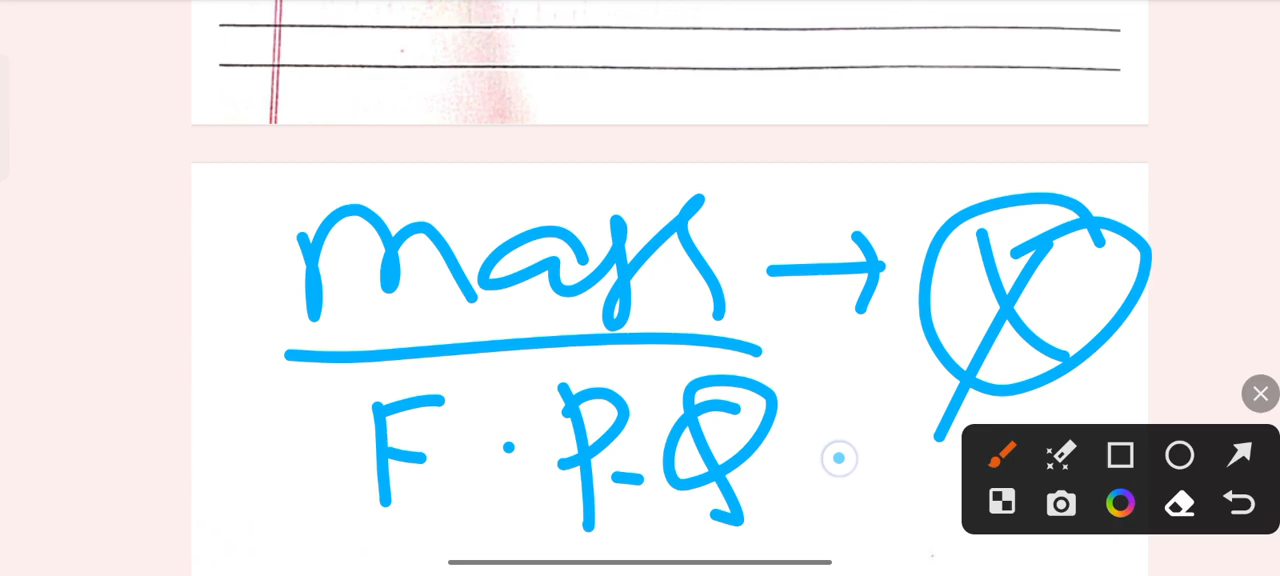 mass → X
F . P - Q